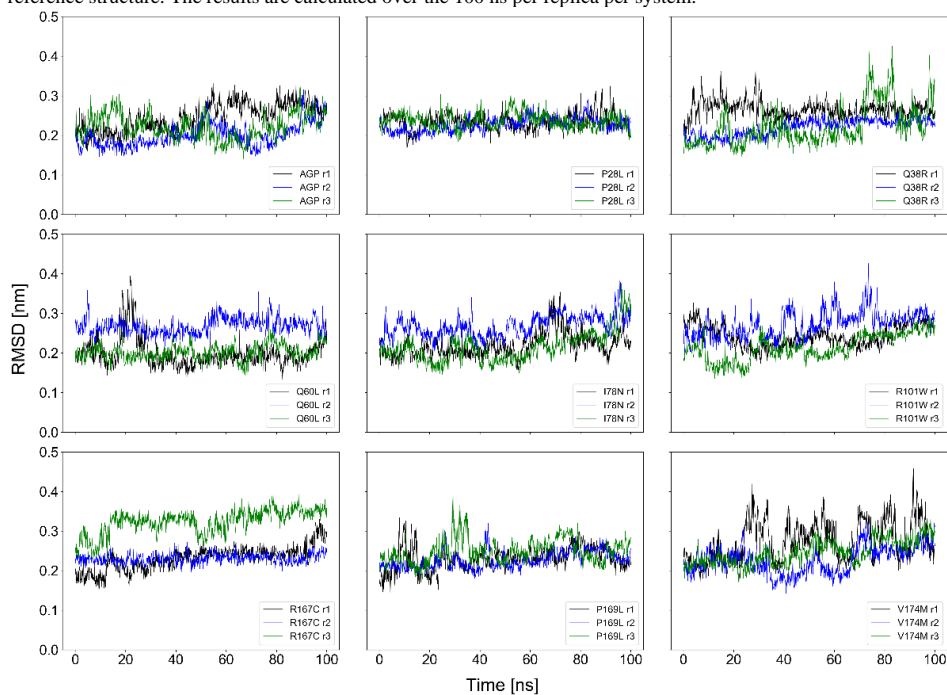 reference structure. The results are calculated over the 100 ns per replica per system.
0.5
0.4
0.3
0.2
0.1
0.0
AGP r1
AGP r2
AGP r3
P28L r1
P28L r2
P28L r3
Q38R r1
Q38R r2
Q38R r3
RMSD [nm]
0.5
0.4
0.3
0.2
0.1
0.0
Q60L r1
Q60L r2
Q60L r3
I78N r1
I78N r2
I78N r3
R101W r1
R101W r2
R101W r3
0.5
0.4
0.3
0.2
0.1
0.0
R167C r1
R167C r2
R167C r3
P169L r1
P169L r2
P169L r3
V174M r1
V174M r2
V174M r3
0 20 40 60 80 100
0 20 40 60 80 100
0 20 40 60 80 100
Time [ns]